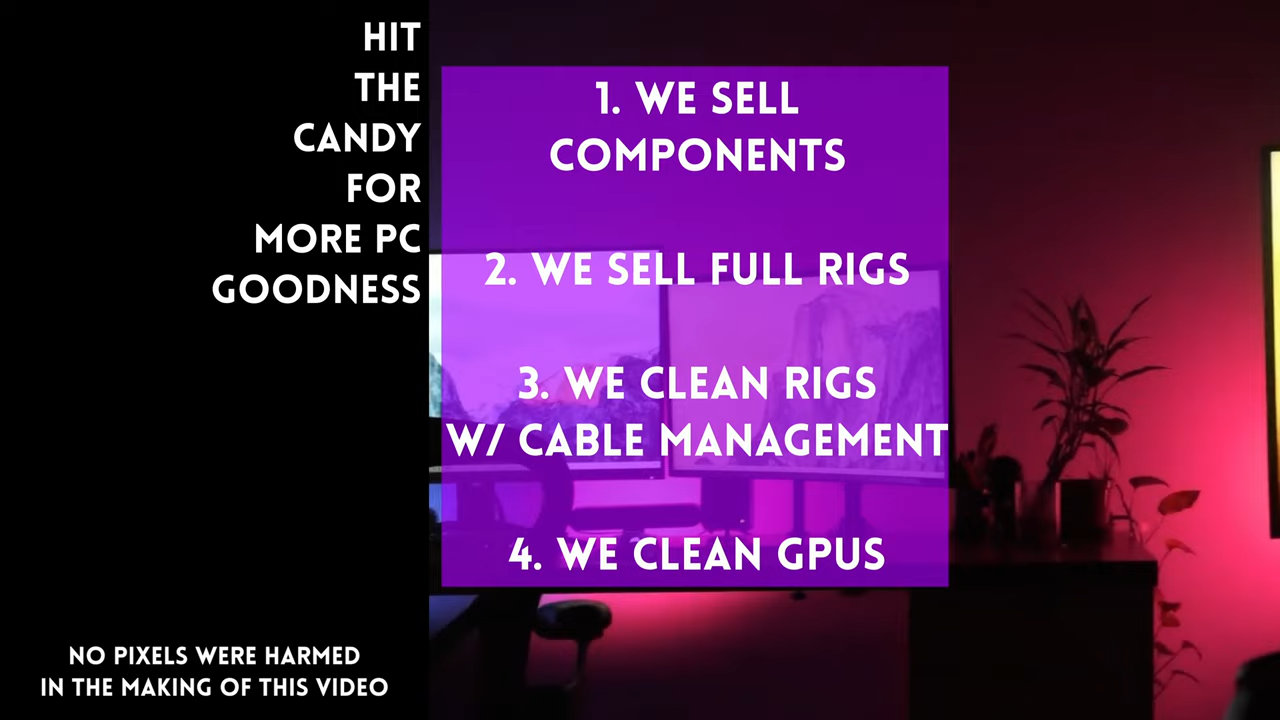 HIT
THE
CANDY
FOR
MORE PC
GOODNESS
1. WE SELL
COMPONENTS
2. WE SELL FULL RIGS
3. WE CLEAN RIGS
W/ CABLE MANAGEMENT
4. WE CLEAN GPUS
NO PIXELS WERE HARMED
IN THE MAKING OF THIS VIDEO